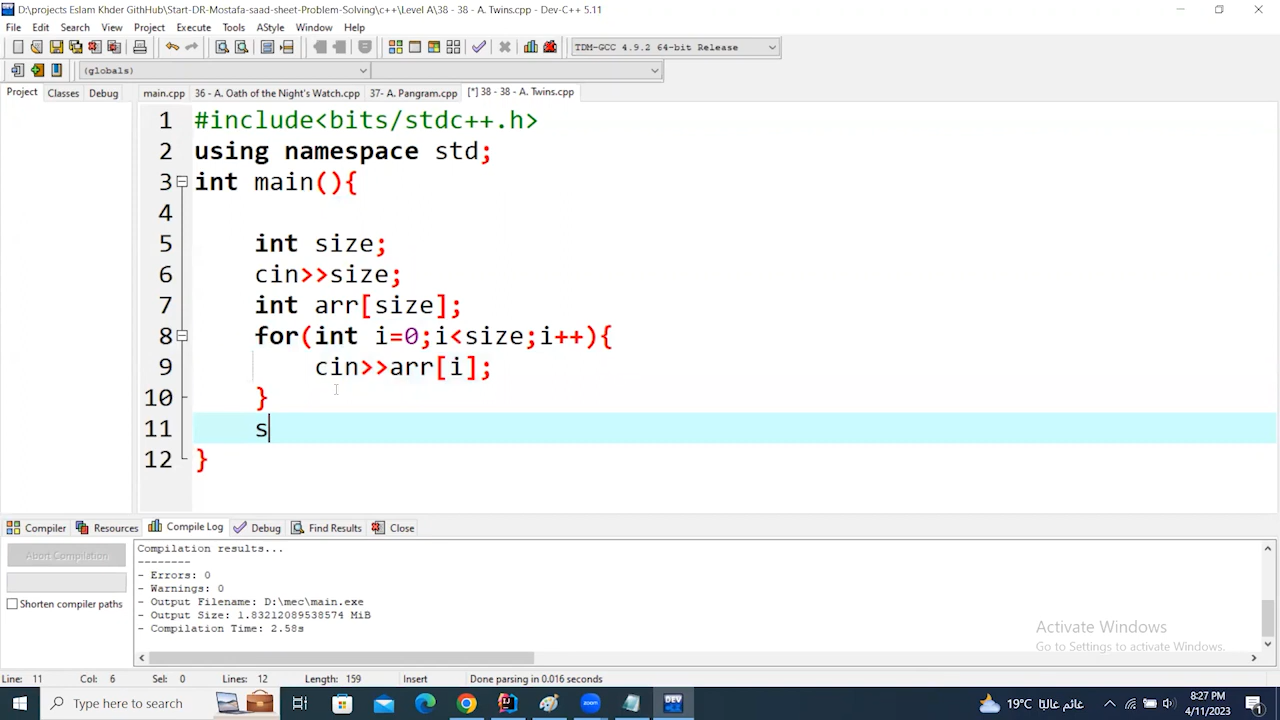 D:\projects Eslam Khder GithHub\Start-DR-Mostafa-saad-sheet-Problem-Solving\c++\Level A\38 - 38 - A. Twins.cpp - Dev-C++ 5.11
File Edit Search View Project Execute Tools AStyle Window Help
TDM-GCC 4.9.2 64-bit Release
(globals)
Project Classes Debug main.cpp 36 - A. Oath of the Night's Watch.cpp 37- A. Pangram.cpp [*] 38 - 38 - A. Twins.cpp
1 #include<bits/stdc++.h>
2 using namespace std;
3 int main(){
4
5 int size;
6 cin>>size;
7 int arr[size];
8 for(int i=0;i<size;i++){
9 cin>>arr[i];
10 }
11 s
12 }
Compiler Resources Compile Log Debug Find Results Close
Abort Compilation
Shorten compiler paths
Compilation results...
--------
- Errors: 0
- Warnings: 0
- Output Filename: D:\mec\main.exe
- Output Size: 1.83212089538574 MiB
- Compilation Time: 2.58s
Activate Windows
Go to Settings to activate Windows.
Line: 11 Col: 6 Sel: 0 Lines: 12 Length: 159 Insert Done parsing in 0.016 seconds
Type here to search
DEV
zoom
19°C غائم غالبًا
8:27 PM
4/11/2023
1